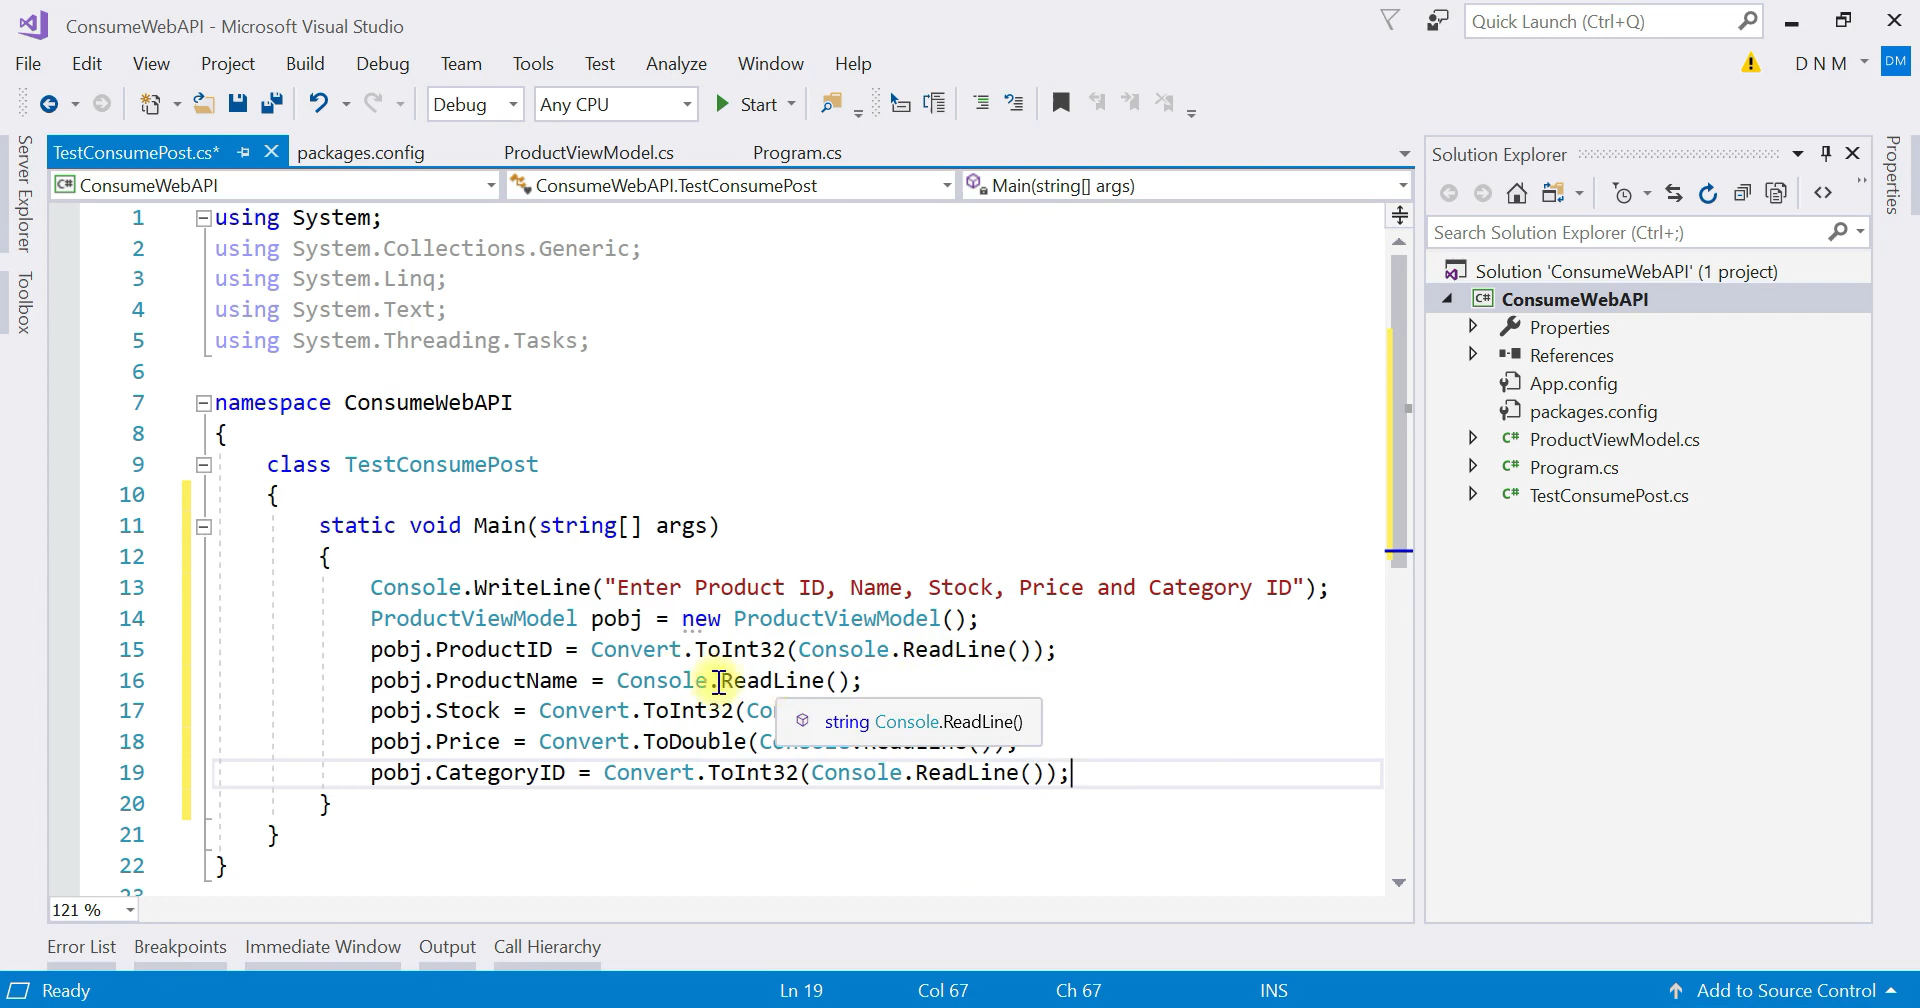 ConsumeWebAPI - Microsoft Visual Studio
Quick Launch (Ctrl+Q)
File Edit View Project Build Debug Team Tools Test Analyze Window Help
D N M DM
Debug Any CPU Start
Server Explorer
Toolbox
TestConsumePost.cs* packages.config ProductViewModel.cs Program.cs
C# ConsumeWebAPI ConsumeWebAPI.TestConsumePost Main(string[] args)
1 using System;
2 using System.Collections.Generic;
3 using System.Linq;
4 using System.Text;
5 using System.Threading.Tasks;
6
7 namespace ConsumeWebAPI
8 {
9 class TestConsumePost
10 {
11 static void Main(string[] args)
12 {
13 Console.WriteLine("Enter Product ID, Name, Stock, Price and Category ID");
14 ProductViewModel pobj = new ProductViewModel();
15 pobj.ProductID = Convert.ToInt32(Console.ReadLine());
16 pobj.ProductName = Console.ReadLine();
17 pobj.Stock = Convert.ToInt32(Co
string Console.ReadLine()
18 pobj.Price = Convert.ToDouble(Console.ReadLine());
19 pobj.CategoryID = Convert.ToInt32(Console.ReadLine());
20 }
21 }
22 }
23
121 %
Solution Explorer
Search Solution Explorer (Ctrl+;)
Solution 'ConsumeWebAPI' (1 project)
C# ConsumeWebAPI
Properties
References
App.config
packages.config
C# ProductViewModel.cs
C# Program.cs
C# TestConsumePost.cs
Properties
Error List Breakpoints Immediate Window Output Call Hierarchy
Ready Ln 19 Col 67 Ch 67 INS Add to Source Control